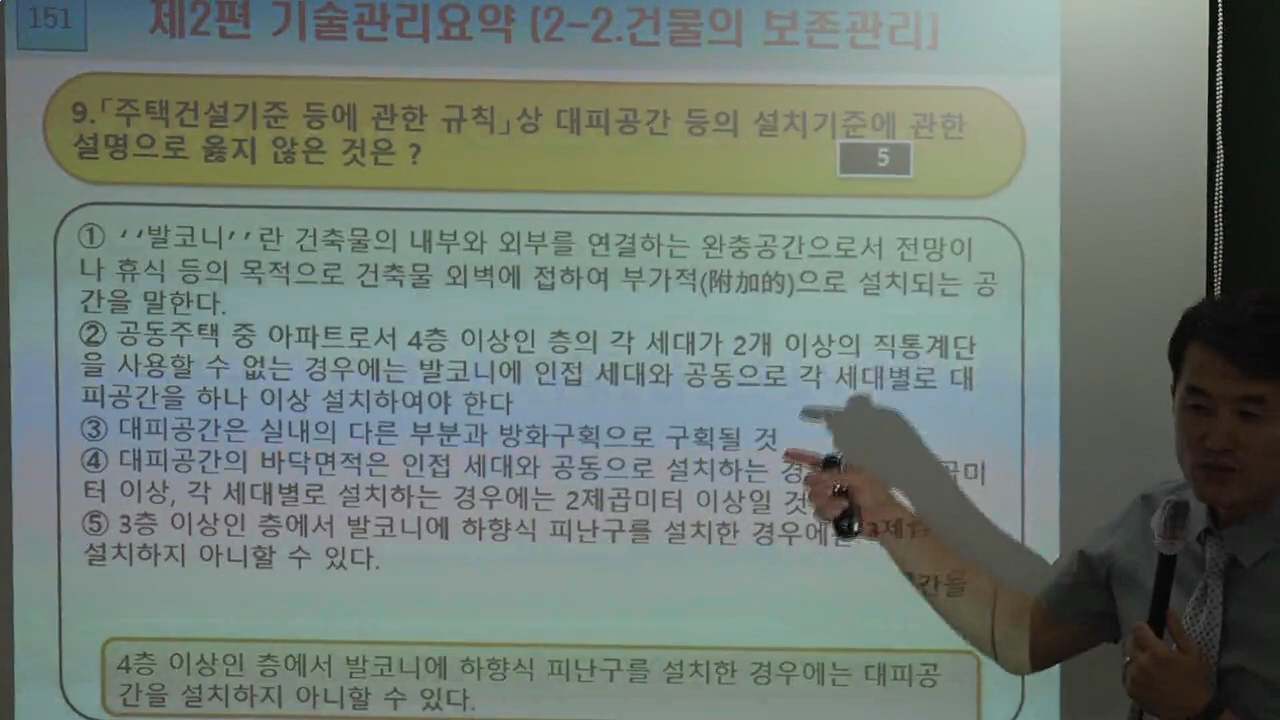 151
제2편 기술관리요약 (2-2.건물의 보존관리]
9.「주택건설기준 등에 관한 규칙」상 대피공간 등의 설치기준에 관한
설명으로 옳지 않은 것은 ?
5
① ‘‘발코니’’란 건축물의 내부와 외부를 연결하는 완충공간으로서 전망이
나 휴식 등의 목적으로 건축물 외벽에 접하여 부가적(附加的)으로 설치되는 공
간을 말한다.
② 공동주택 중 아파트로서 4층 이상인 층의 각 세대가 2개 이상의 직통계단
을 사용할 수 없는 경우에는 발코니에 인접 세대와 공동으로 각 세대별로 대
피공간을 하나 이상 설치하여야 한다
③ 대피공간은 실내의 다른 부분과 방화구획으로 구획될 것
④ 대피공간의 바닥면적은 인접 세대와 공동으로 설치하는 곱미
터 이상, 각 세대별로 설치하는 경우에는 2제곱미터 이상일 것
⑤ 3층 이상인 층에서 발코니에 하향식 피난구를 설치한 경우에는
설치하지 아니할 수 있다.
4층 이상인 층에서 발코니에 하향식 피난구를 설치한 경우에는 대피공
간을 설치하지 아니할 수 있다.